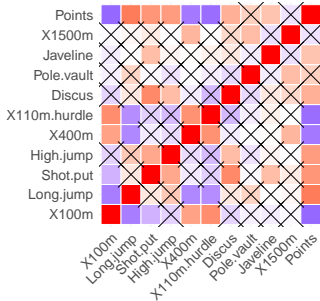 Points
X1500m
Javeline
Pole.vault
Discus
X110m.hurdle
X400m
High.jump
Shot.put
Long.jump
X100m
X100m
Long.jump
Shot.put
High.jump
X400m
X110m.hurdle
Discus
Pole.vault
Javeline
X1500m
Points